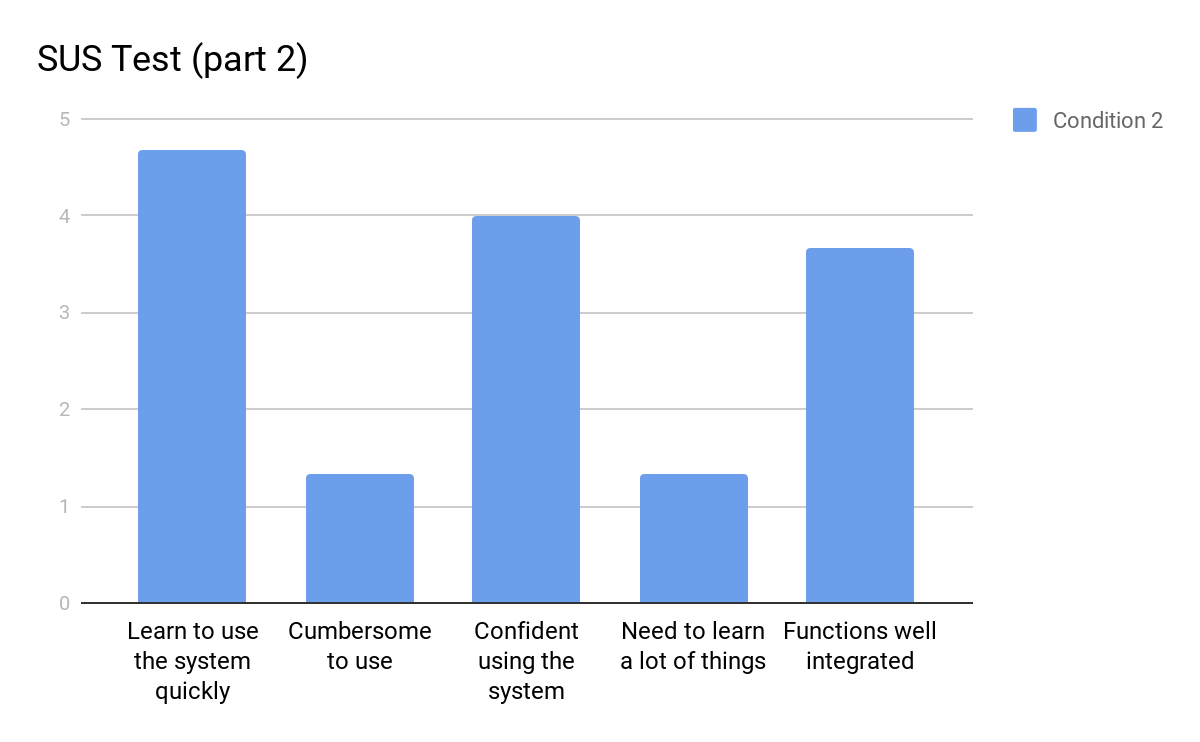 SUS Test (part 2)
5
Condition 2
4
3
2
1
0
Learn to use
the system
quickly
Cumbersome
to use
Confident
using the
system
Need to learn
a lot of things
Functions well
integrated